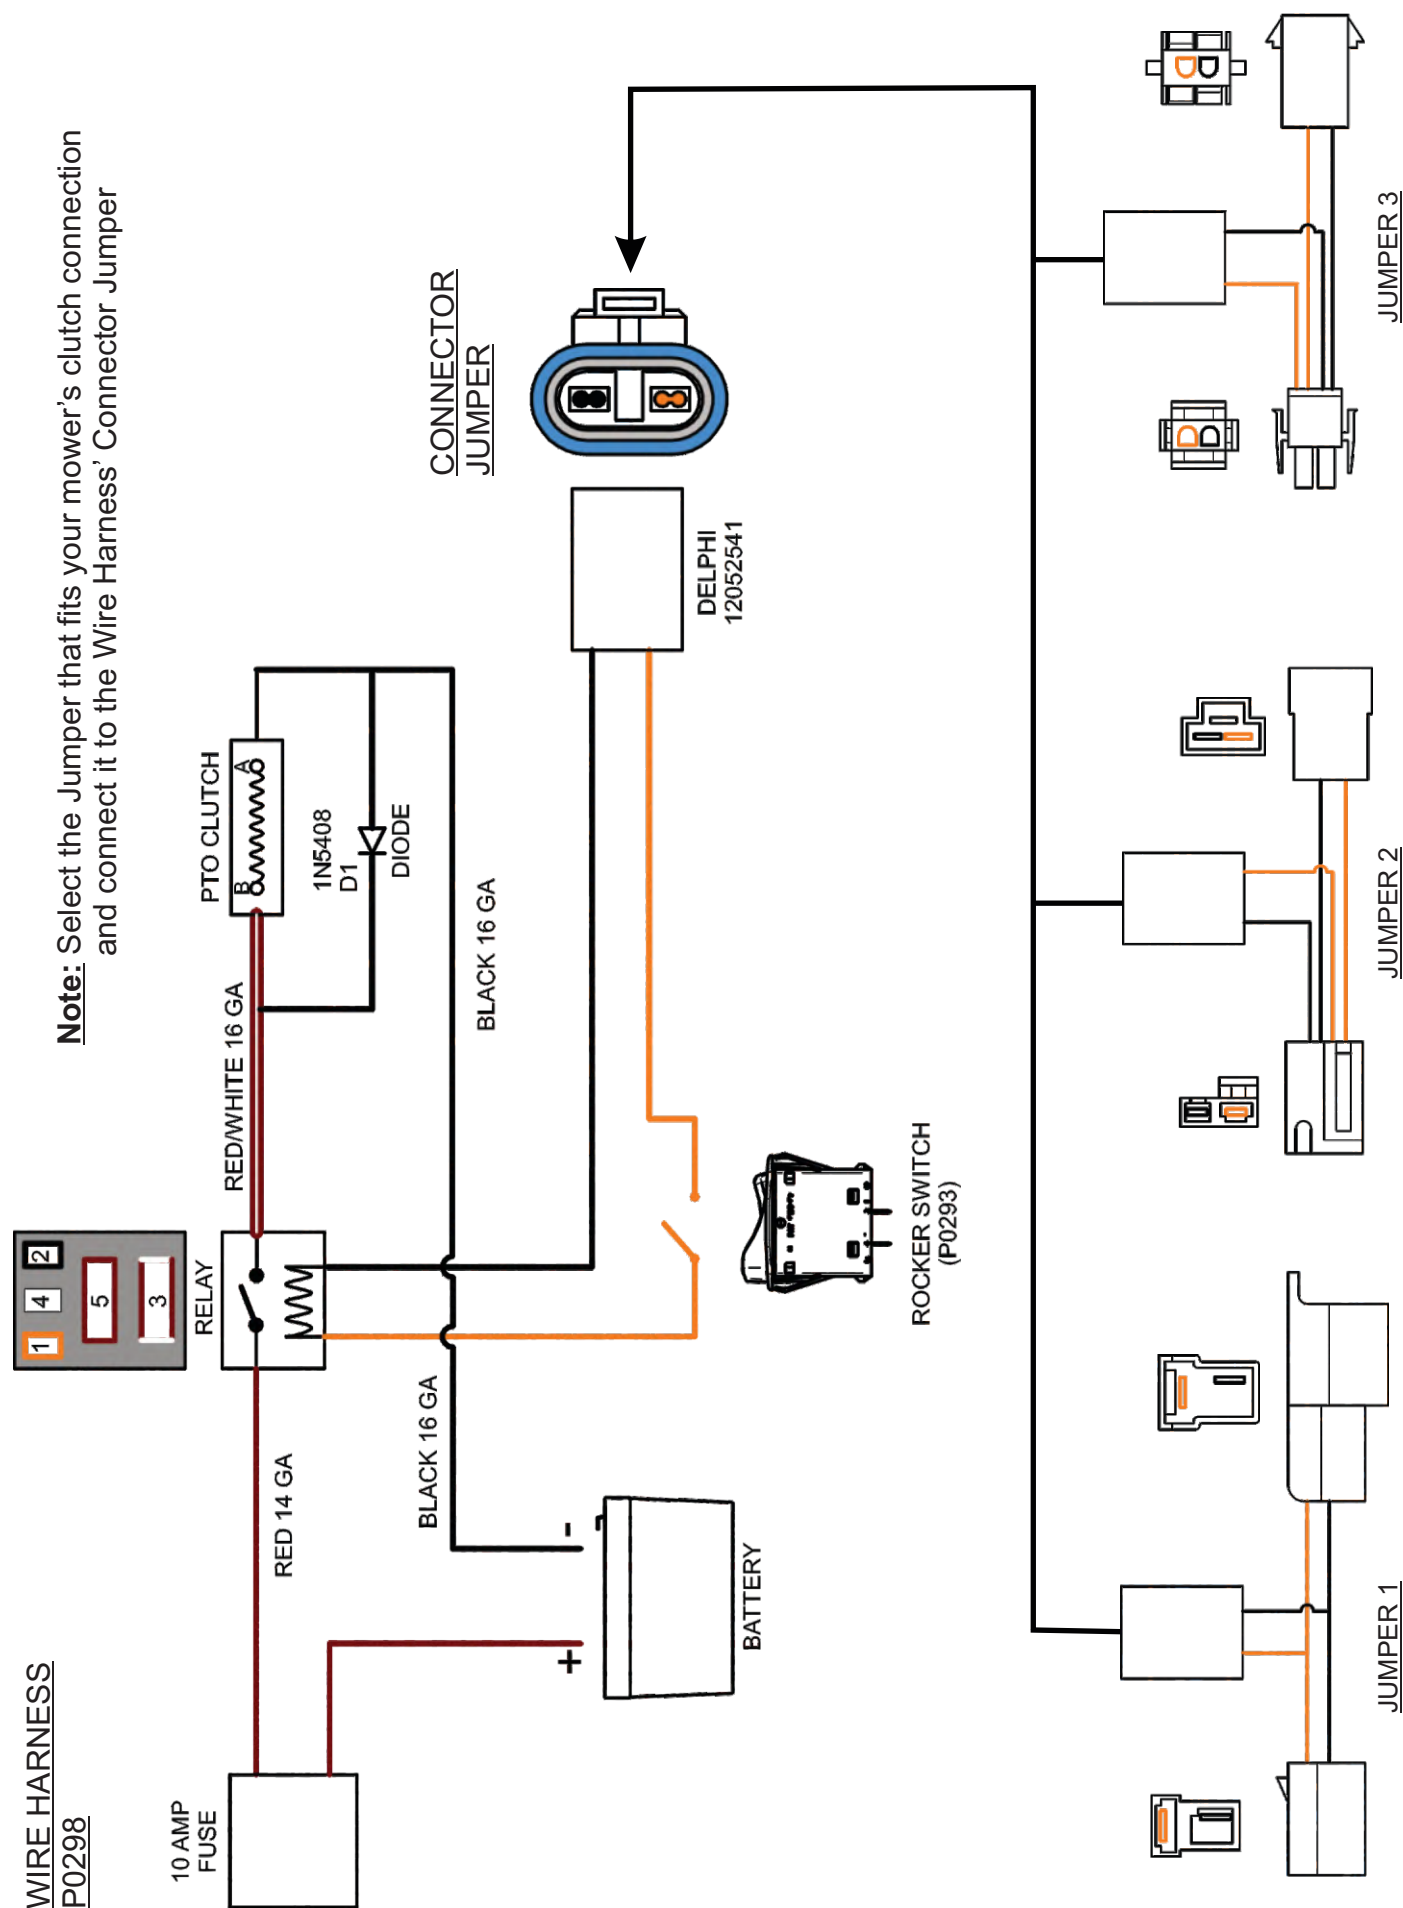 WIRE HARNESS
P0298
Note: Select the Jumper that fits your mower's clutch connection
and connect it to the Wire Harness' Connector Jumper
1
4
2
5
3
RELAY
10 AMP
FUSE
RED 14 GA
RED/WHITE 16 GA
PTO CLUTCH
B
A
1N5408
D1
DIODE
BLACK 16 GA
BLACK 16 GA
+
-
BATTERY
ROCKER SWITCH
(P0293)
CONNECTOR
JUMPER
DELPHI
12052541
JUMPER 1
JUMPER 2
JUMPER 3